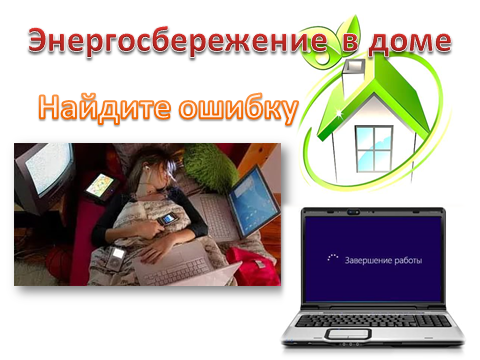 Энергосбережение в доме
Найдите ошибку
Завершение работы